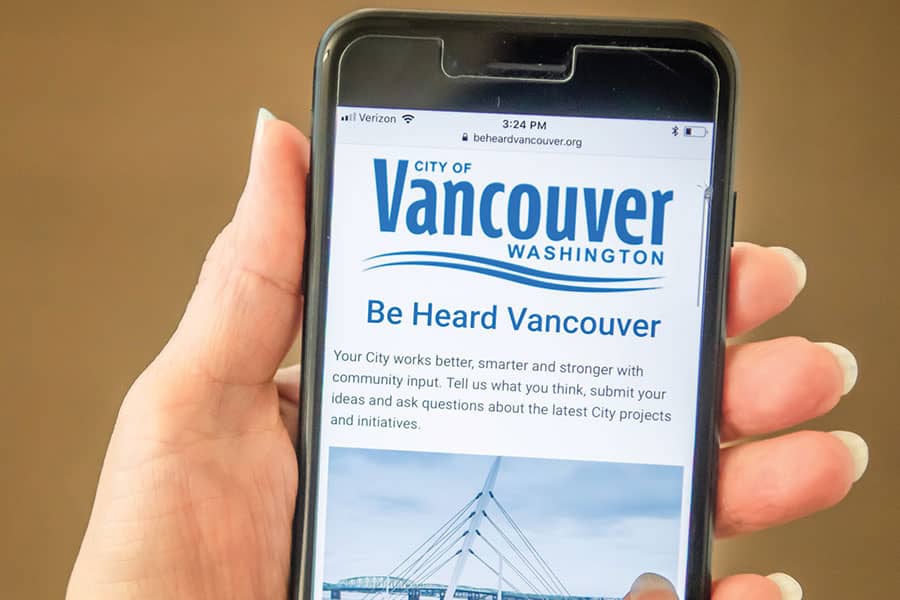 Verizon
3:24 PM
beheardvancouver.org
CITY OF
Vancouver
WASHINGTON
Be Heard Vancouver
Your City works better, smarter and stronger with
community input. Tell us what you think, submit your
ideas and ask questions about the latest City projects
and initiatives.